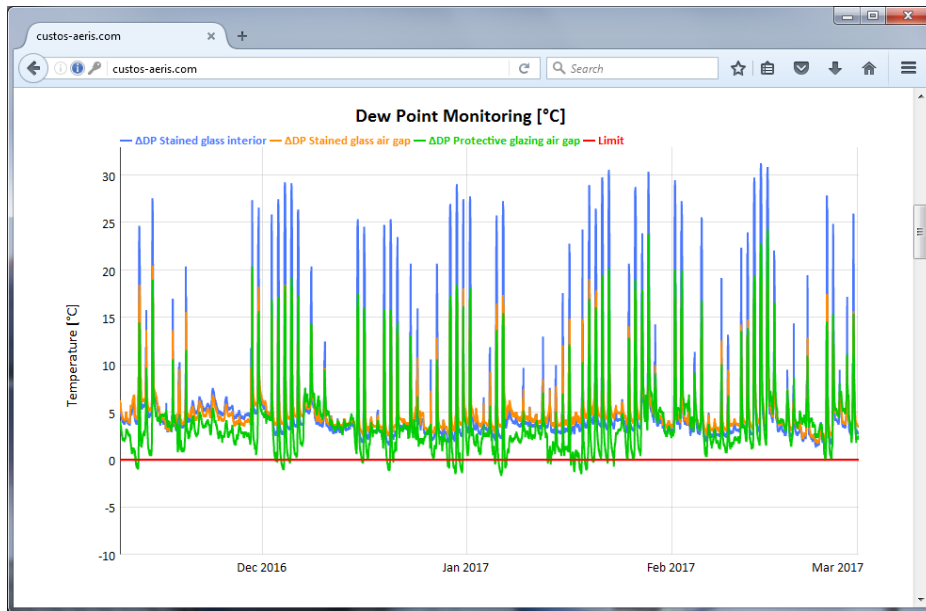 custos-aeris.com
custos-aeris.com
Search
Dew Point Monitoring [°C]
ΔDP Stained glass interior ΔDP Stained glass air gap ΔDP Protective glazing air gap Limit
Temperature [°C]
30
25
20
15
10
5
0
-5
-10
Dec 2016 Jan 2017 Feb 2017 Mar 2017